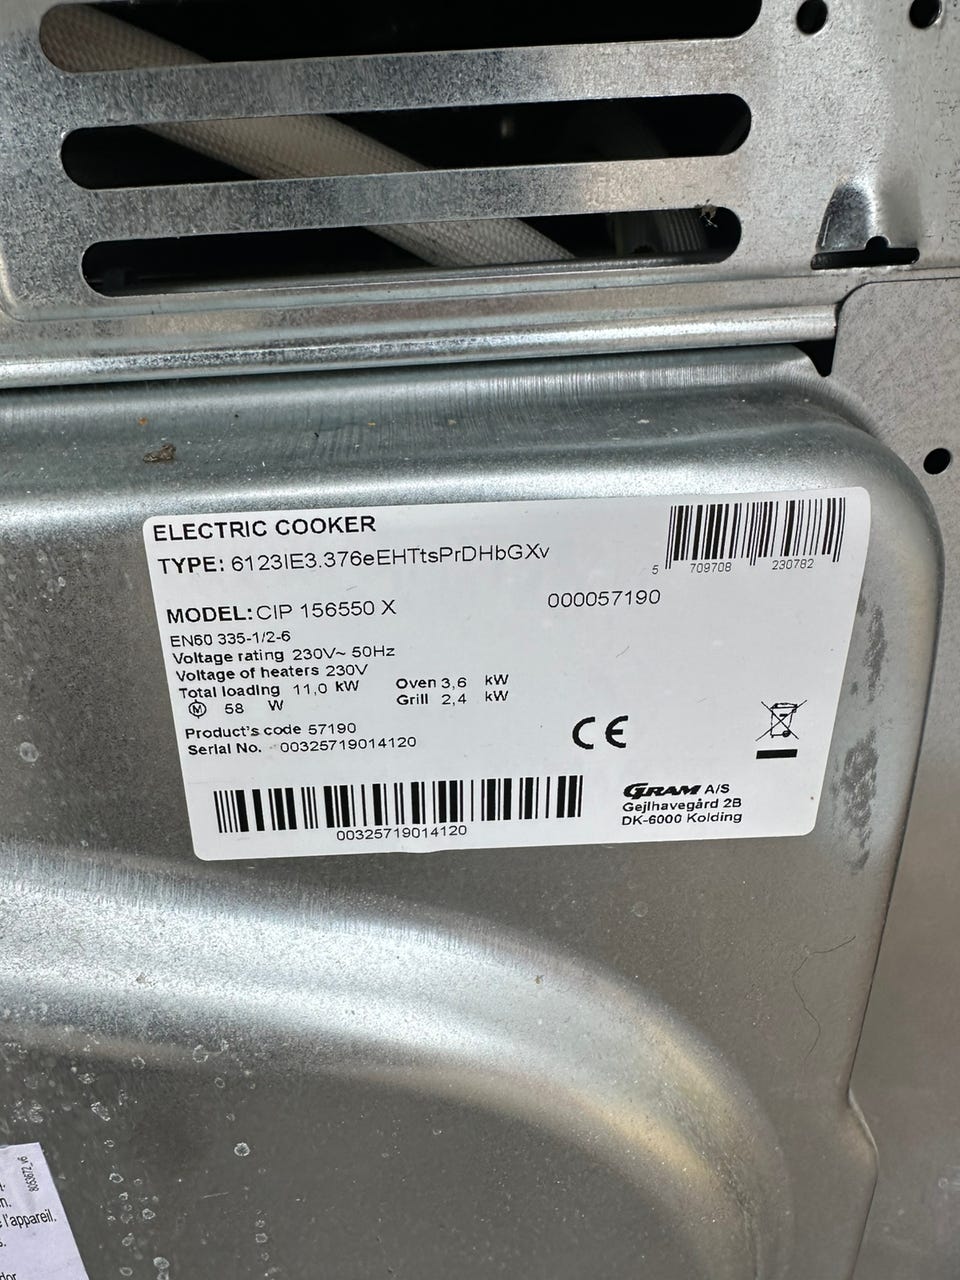 ELECTRIC COOKER
TYPE: 6123IE3.376eEHTtsPrDHbGXv
5 709708 230782
MODEL: CIP 156550 X
000057190
EN60 335-1/2-6
Voltage rating 230V~ 50Hz
Voltage of heaters 230V
Total loading 11,0 kW Oven 3,6 kW
M 58 W Grill 2,4 kW
Product's code 57190
Serial No. 00325719014120
CE
00325719014120
GRAM A/S
Gejlhavegård 2B
DK-6000 Kolding
l'appareil.